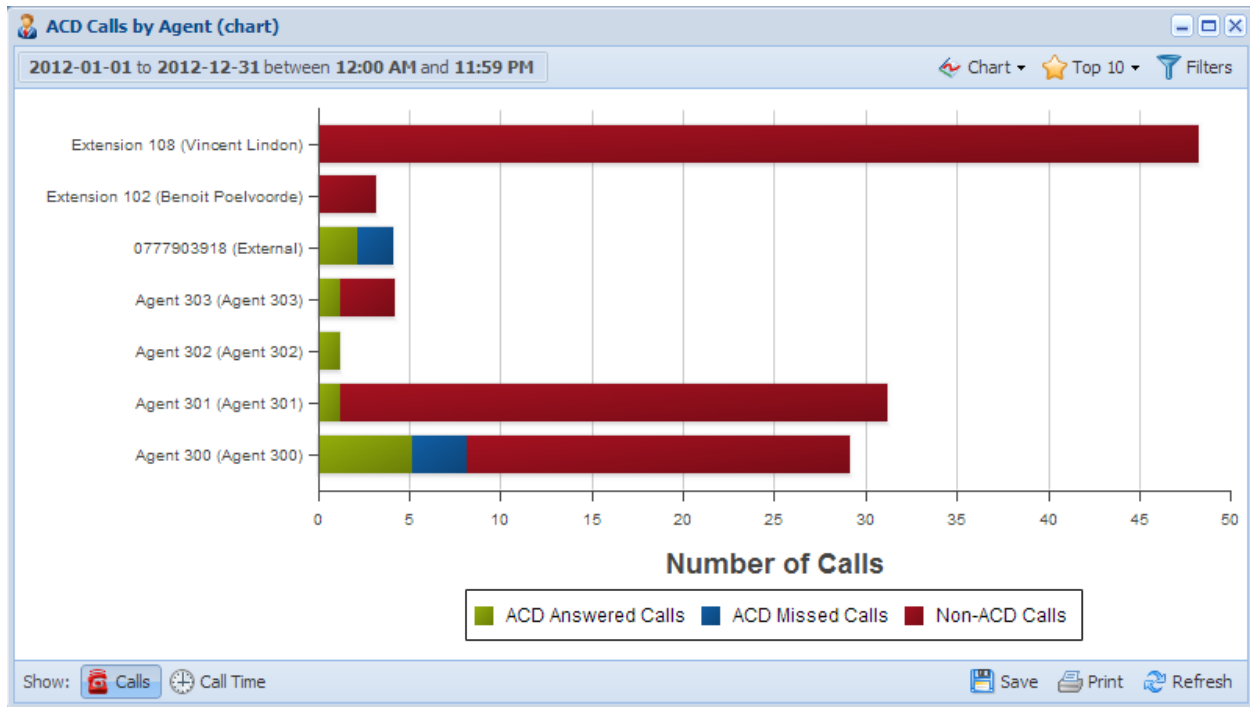 ACD Calls by Agent (chart)
2012-01-01 to 2012-12-31 between 12:00 AM and 11:59 PM
Chart Top 10 Filters
Extension 108 (Vincent Lindon)
Extension 102 (Benoit Poelvoorde)
0777903918 (External)
Agent 303 (Agent 303)
Agent 302 (Agent 302)
Agent 301 (Agent 301)
Agent 300 (Agent 300)
0 5 10 15 20 25 30 35 40 45 50
Number of Calls
ACD Answered Calls ACD Missed Calls Non-ACD Calls
Show: Calls Call Time Save Print Refresh